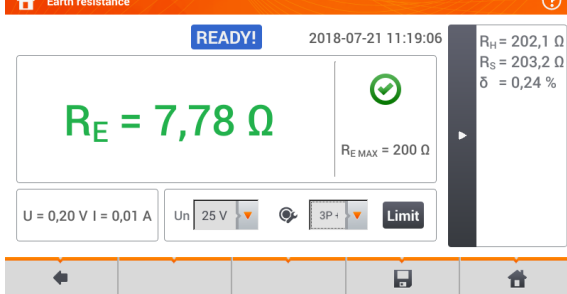 Earth resistance
READY!
2018-07-21 11:19:06
RE = 7,78 Ω
RE MAX = 200 Ω
U = 0,20 V I = 0,01 A
Un 25 V
3P+
Limit
RH = 202,1 Ω
RS = 203,2 Ω
δ = 0,24 %